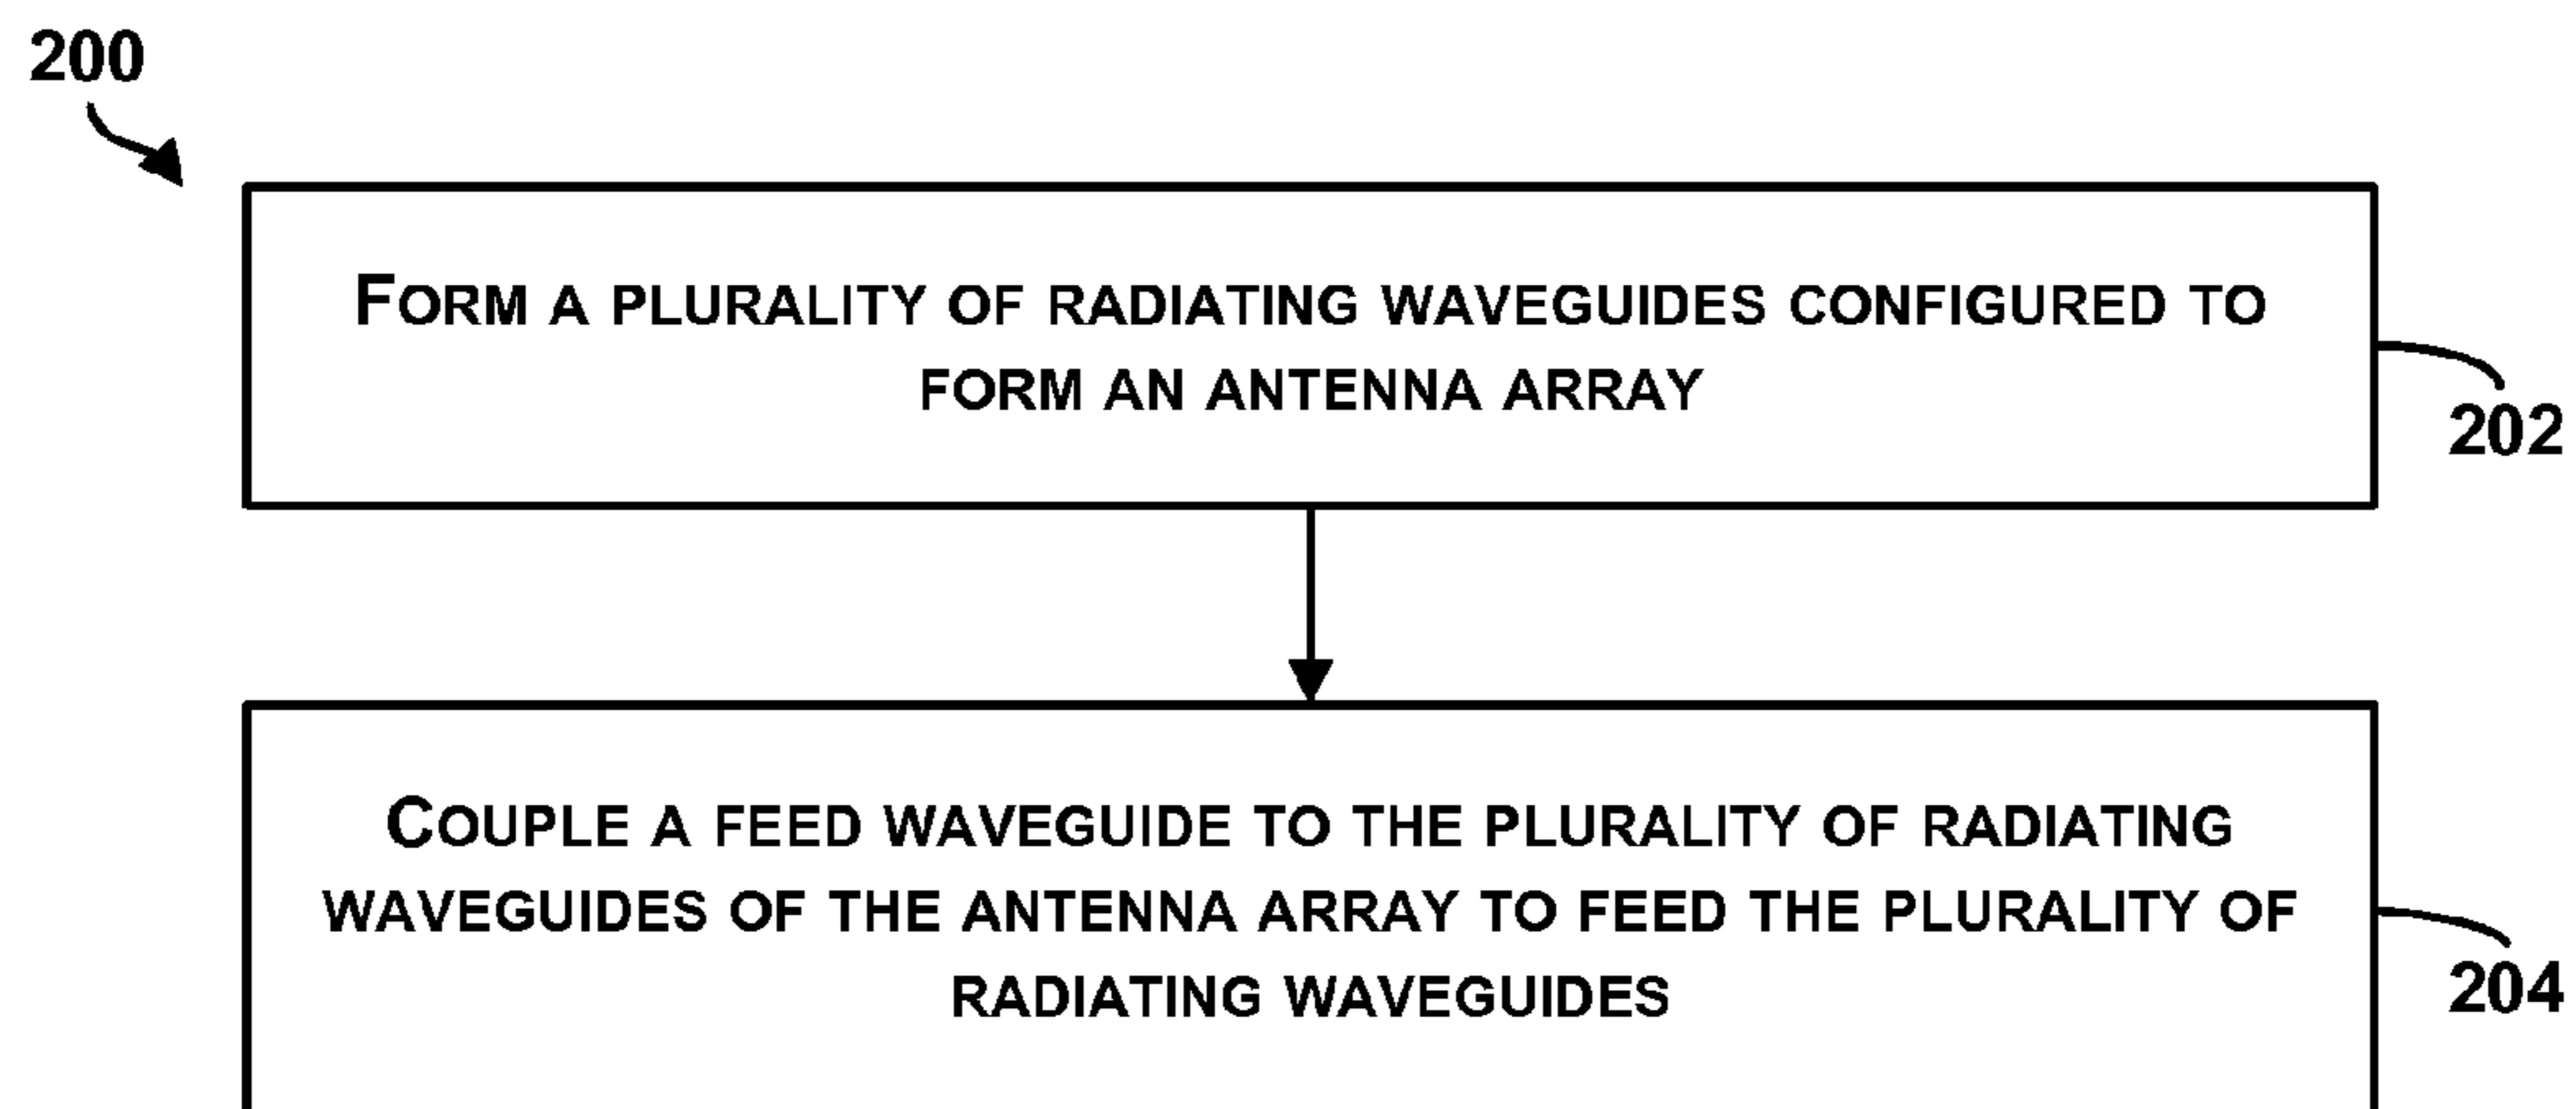 200
FORM A PLURALITY OF RADIATING WAVEGUIDES CONFIGURED TO
FORM AN ANTENNA ARRAY
202
COUPLE A FEED WAVEGUIDE TO THE PLURALITY OF RADIATING
WAVEGUIDES OF THE ANTENNA ARRAY TO FEED THE PLURALITY OF
RADIATING WAVEGUIDES
204